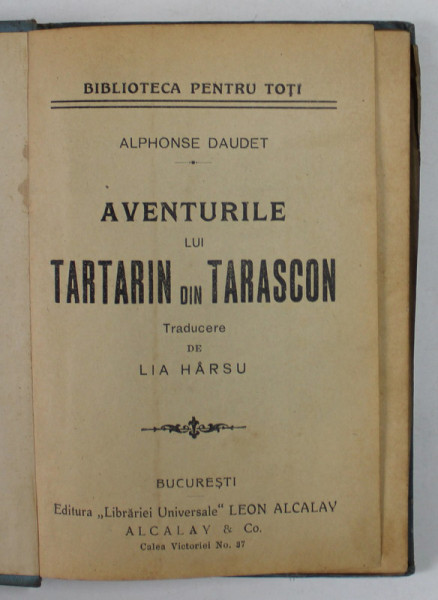 BIBLIOTECA PENTRU TOȚI
ALPHONSE DAUDET
AVENTURILE
LUI
TARTARIN DIN TARASCON
Traducere
DE
LIA HÂRSU
BUCUREȘTI
Editura „Librăriei Universale" LEON ALCALAY
ALCALAY & Co.
Calea Victoriei No. 37